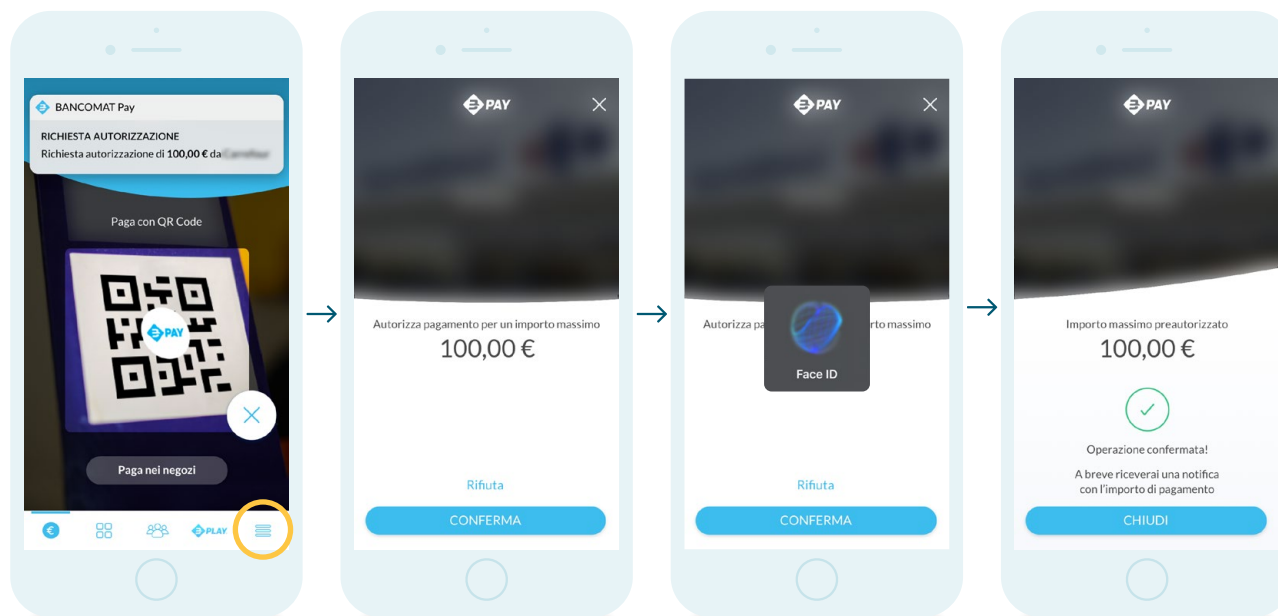 BANCOMAT Pay
RICHIESTA AUTORIZZAZIONE
Richiesta autorizzazione di 100,00 € da
Paga con QR Code
PAY
Paga nei negozi
PLAY
PAY
Autorizza pagamento per un importo massimo
100,00 €
Rifiuta
CONFERMA
PAY
Autorizza pa
rto massimo
Face ID
Rifiuta
CONFERMA
PAY
Importo massimo preautorizzato
100,00 €
Operazione confermata!
A breve riceverai una notifica
con l'importo di pagamento
CHIUDI